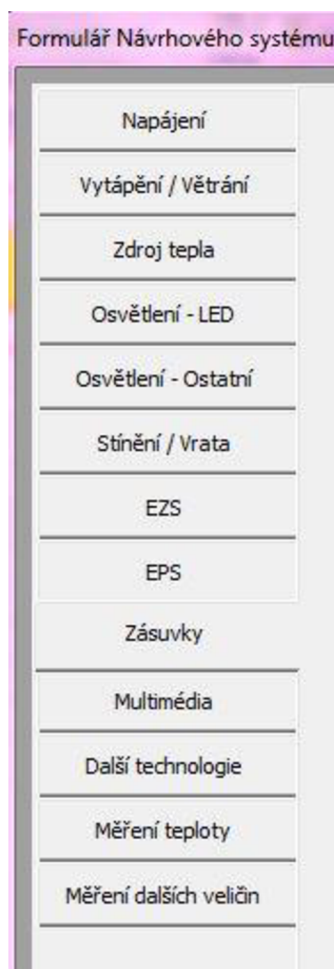 Formulář Návrhového systému
Napájení
Vytápění / Větrání
Zdroj tepla
Osvětlení - LED
Osvětlení - Ostatní
Stínění / Vrata
EZS
EPS
Zásuvky
Multimédia
Další technologie
Měření teploty
Měření dalších veličin